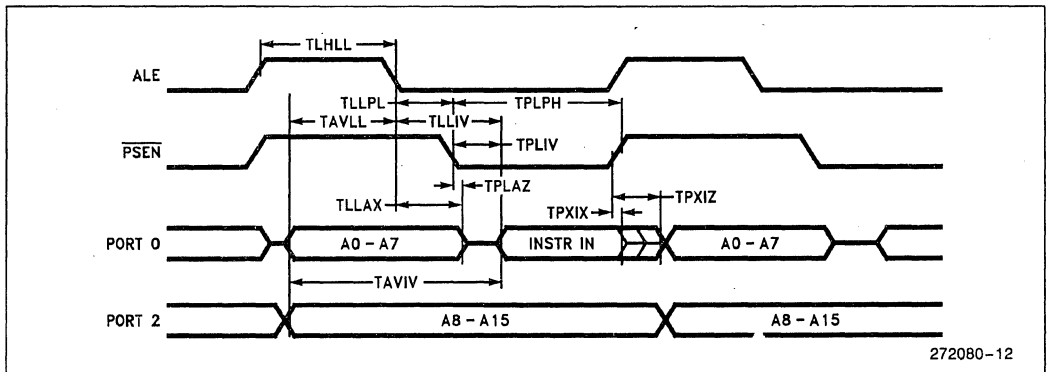 TLHLL
ALE
TLLPL
TPLPH
TAVLL
TLLIV
PSEN
TPLIV
TPLAZ
TLLAX
TPXIZ
TPXIX
PORT 0
A0 - A7
INSTR IN
A0 - A7
TAVIV
PORT 2
A8 - A15
A8 - A15
272080-12